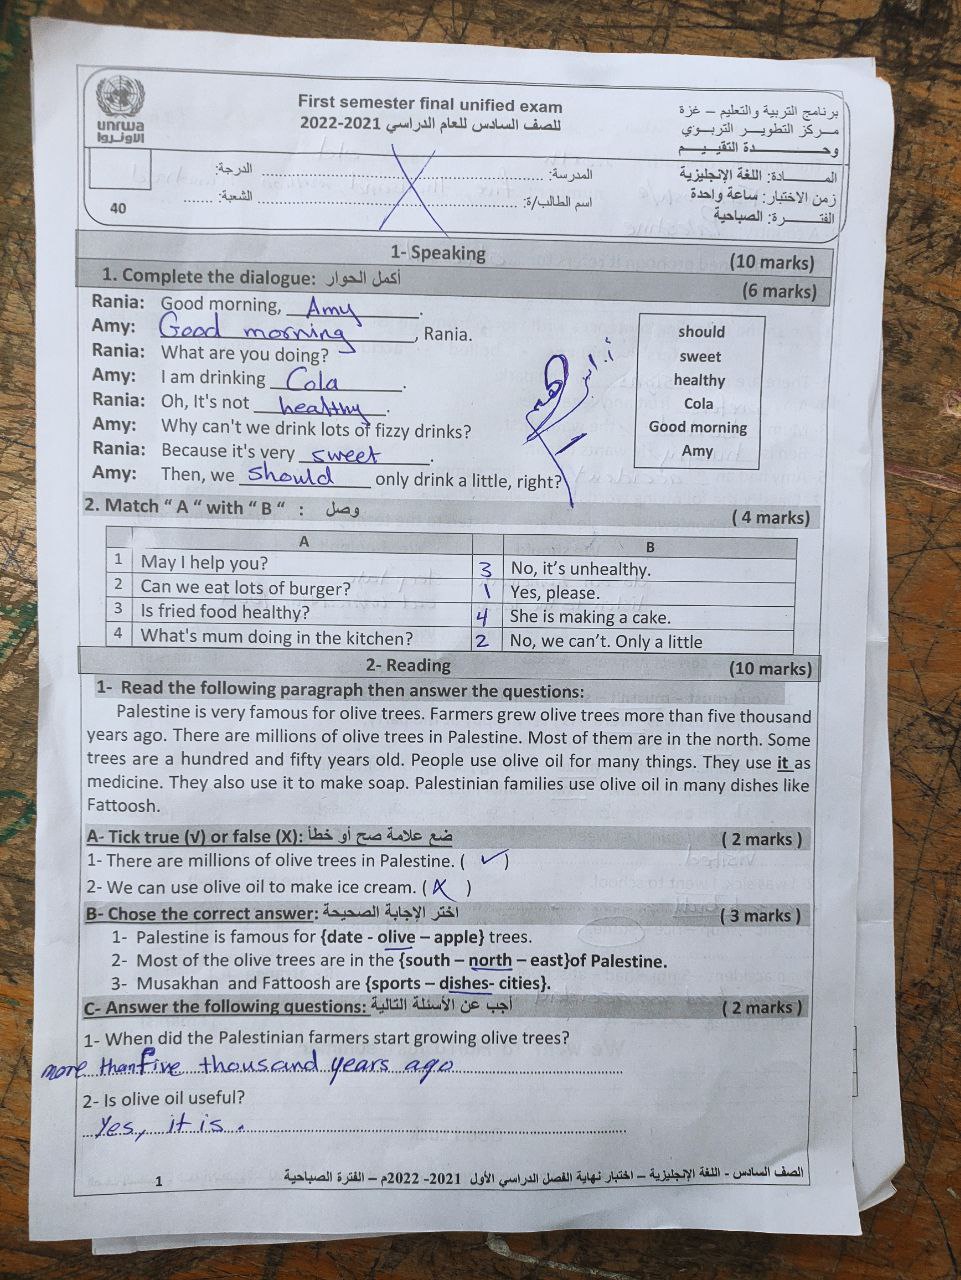 unrwa
الأونروا
First semester final unified exam
للصف السادس للعام الدراسي 2021-2022
برنامج التربية والتعليم – غزة
مركز التطوير التربوي
وحدة التقييم
المادة: اللغة الإنجليزية
زمن الاختبار: ساعة واحدة
الفترة: الصباحية
المدرسة: ........ الدرجة:
اسم الطالب/ة: ........ الشعبة: ........
40
1- Speaking (10 marks)
1. Complete the dialogue: أكمل الحوار (6 marks)
Rania: Good morning, Amy.
Amy: Good morning, Rania.
Rania: What are you doing?
Amy: I am drinking Cola.
Rania: Oh, It's not healthy.
Amy: Why can't we drink lots of fizzy drinks?
Rania: Because it's very sweet.
Amy: Then, we should only drink a little, right?
should
sweet
healthy
Cola
Good morning
Amy
2. Match " A " with " B " : وصل ( 4 marks)
A B
1 May I help you? 3 No, it's unhealthy.
2 Can we eat lots of burger? 1 Yes, please.
3 Is fried food healthy? 4 She is making a cake.
4 What's mum doing in the kitchen? 2 No, we can't. Only a little
2- Reading (10 marks)
1- Read the following paragraph then answer the questions:
Palestine is very famous for olive trees. Farmers grew olive trees more than five thousand
years ago. There are millions of olive trees in Palestine. Most of them are in the north. Some
trees are a hundred and fifty years old. People use olive oil for many things. They use it as
medicine. They also use it to make soap. Palestinian families use olive oil in many dishes like
Fattoosh.
A- Tick true (√) or false (X): ضع علامة صح أو خطأ ( 2 marks )
1- There are millions of olive trees in Palestine. ( ✓ )
2- We can use olive oil to make ice cream. ( X )
B- Chose the correct answer: اختر الإجابة الصحيحة ( 3 marks )
1- Palestine is famous for {date - olive – apple} trees.
2- Most of the olive trees are in the {south – north – east}of Palestine.
3- Musakhan and Fattoosh are {sports – dishes- cities}.
C- Answer the following questions: أجب عن الأسئلة التالية ( 2 marks )
1- When did the Palestinian farmers start growing olive trees?
more than five thousand years ago
2- Is olive oil useful?
Yes, it is.
الصف السادس - اللغة الإنجليزية – اختبار نهاية الفصل الدراسي الأول 2021- 2022م – الفترة الصباحية
1